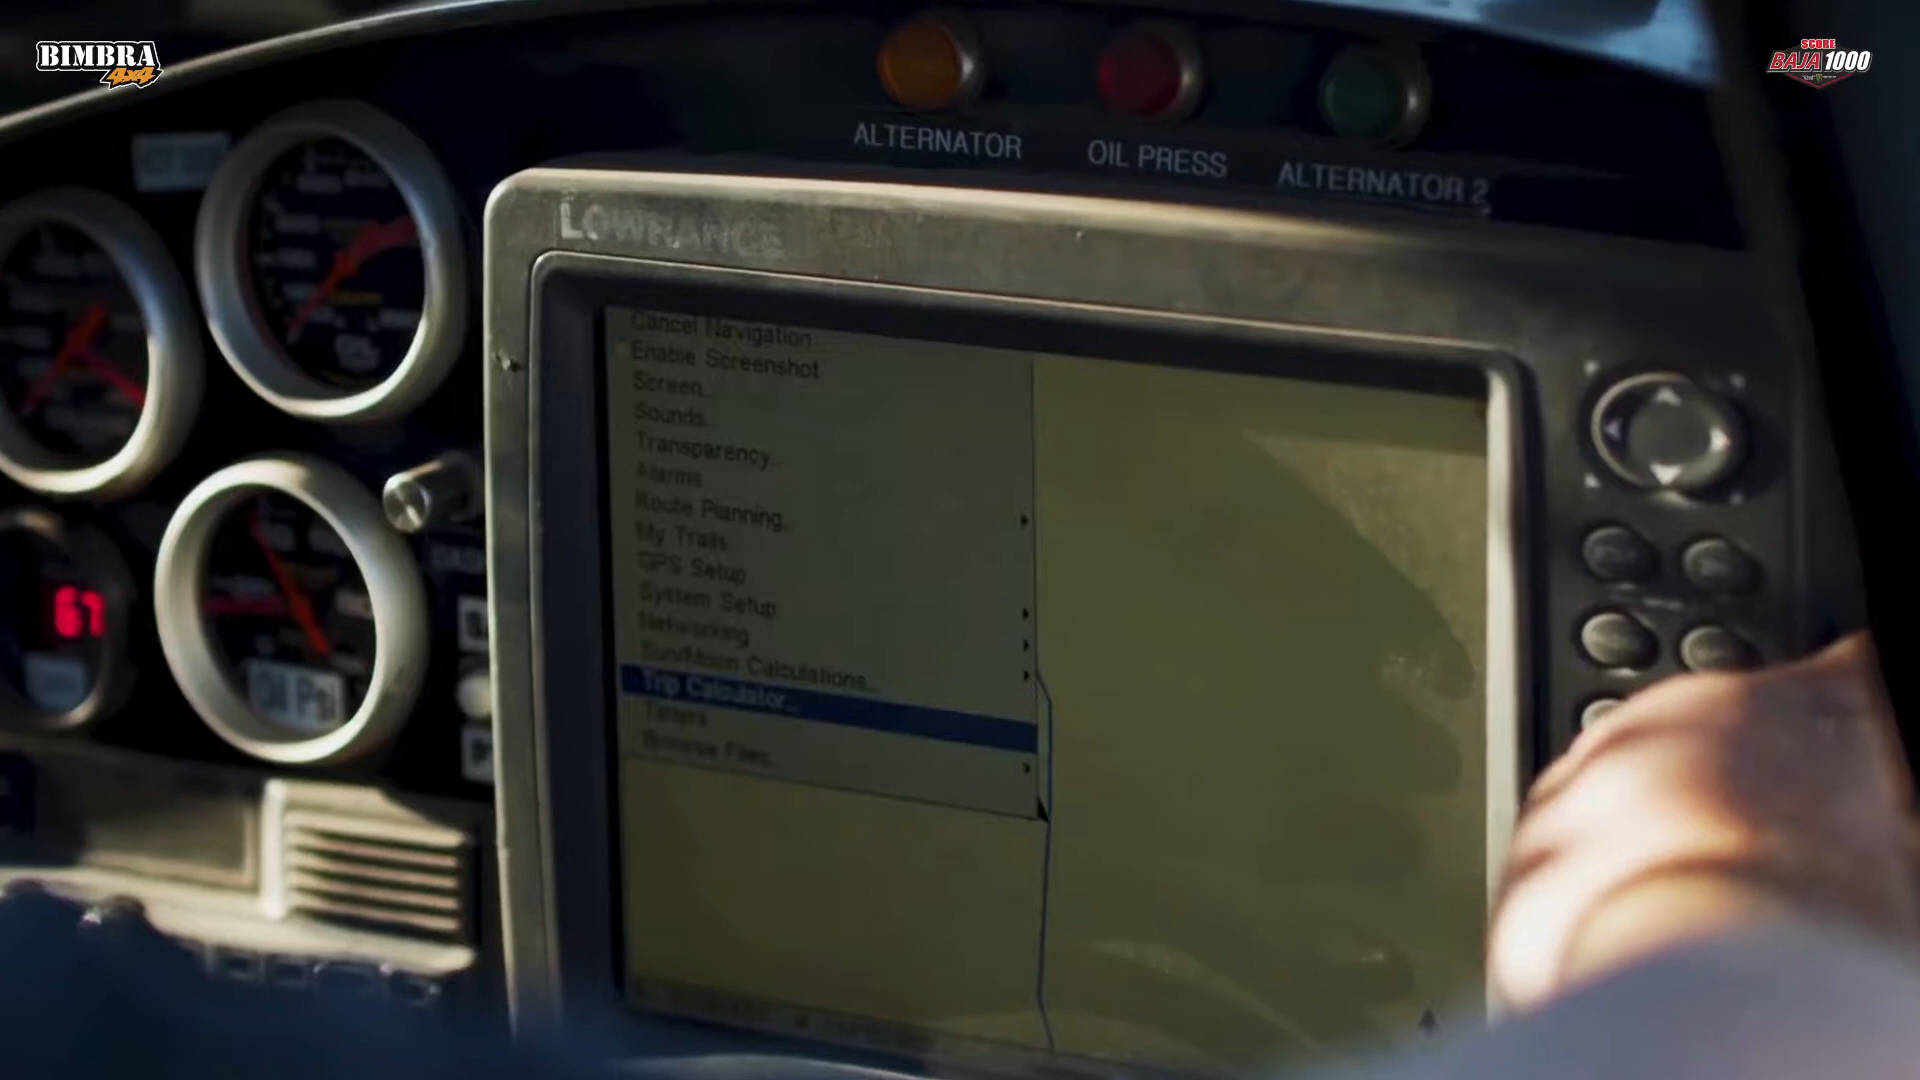 BIMBRA
4x4
SCORE
BAJA 1000
ALTERNATOR
OIL PRESS
ALTERNATOR 2
LOWRANCE
Cancel Navigation
Enable Screenshot
Screen...
Sounds...
Transparency...
Alarms
Route Planning...
My Trails
GPS Setup
System Setup
Networking
Sun/Moon Calculations...
Trip Calculator...
Timers
Browse Files...
67
Oil Psi